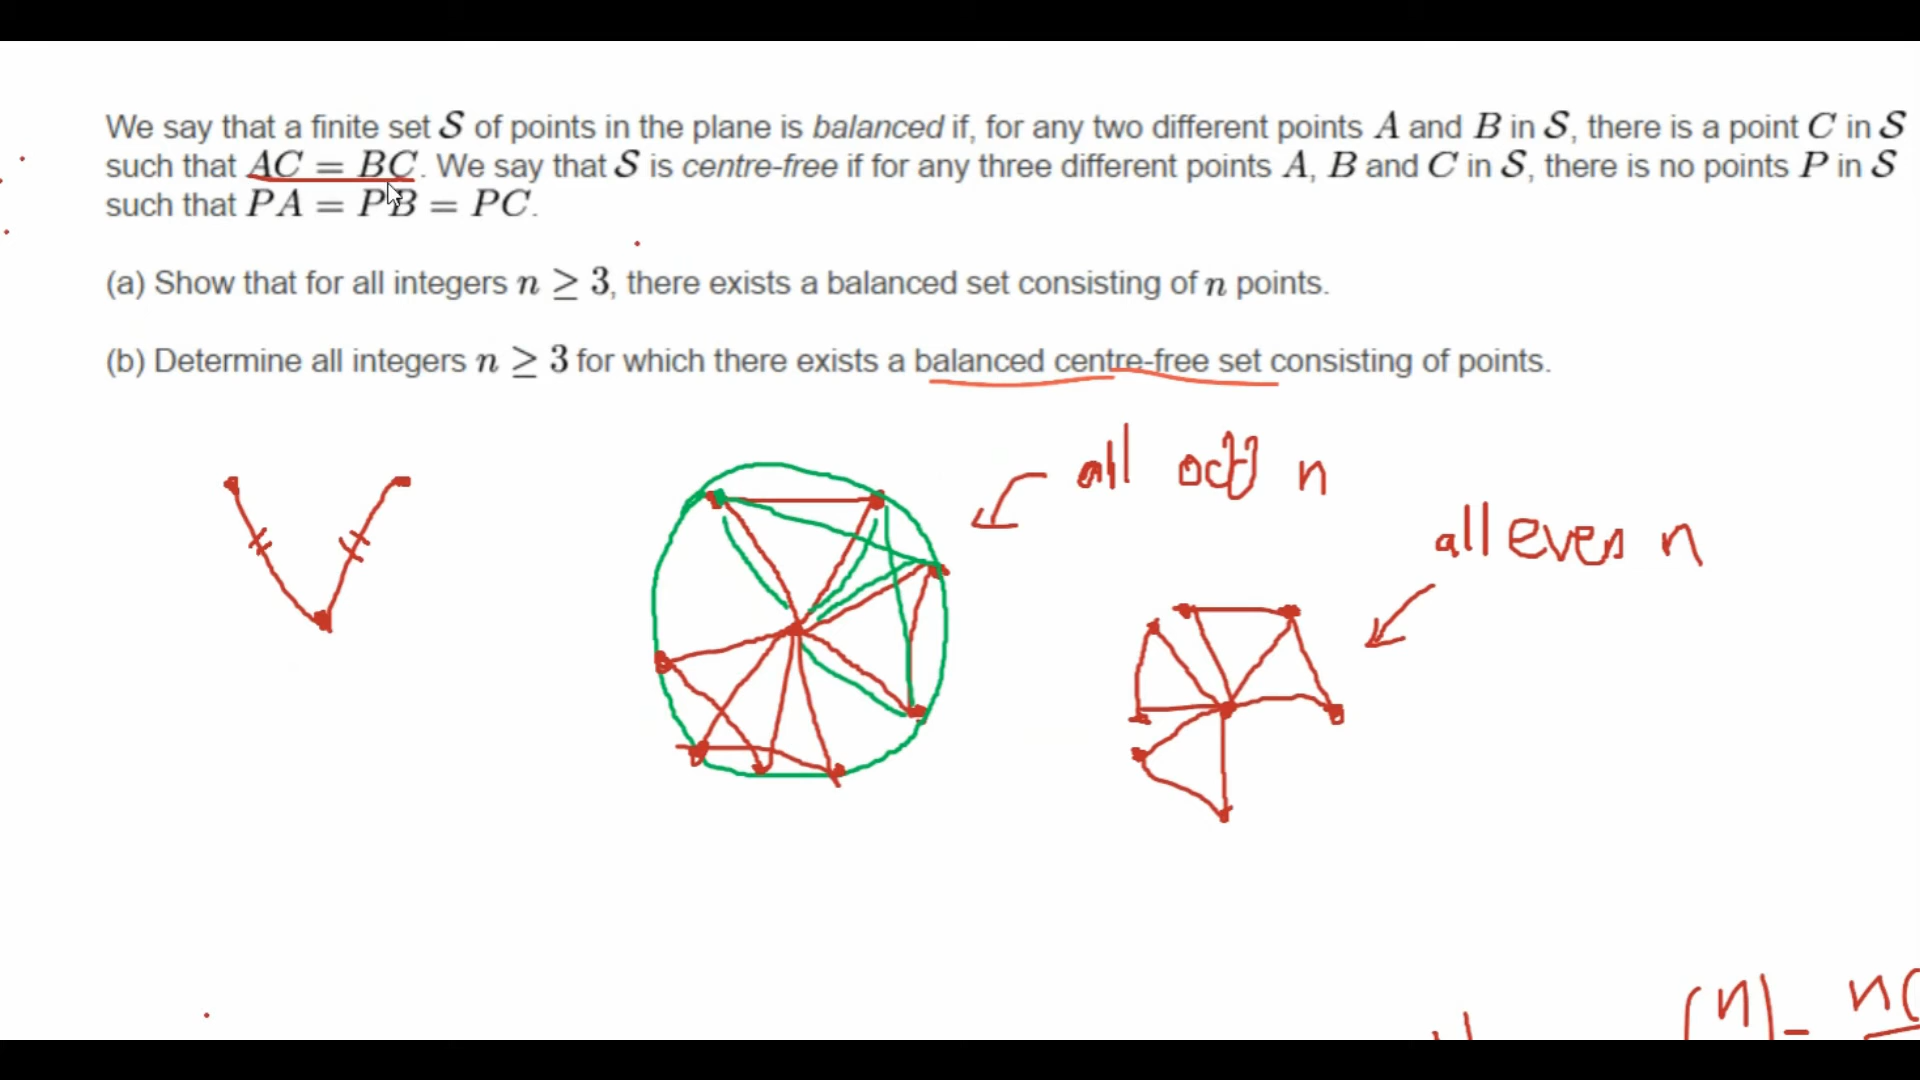 We say that a finite set S of points in the plane is balanced if, for any two different points A and B in S, there is a point C in S
such that AC = BC. We say that S is centre-free if for any three different points A, B and C in S, there is no points P in S
such that PA = PB = PC.
(a) Show that for all integers n ≥ 3, there exists a balanced set consisting of n points.
(b) Determine all integers n ≥ 3 for which there exists a balanced centre-free set consisting of points.
all odd n
all even n
(n) = n(